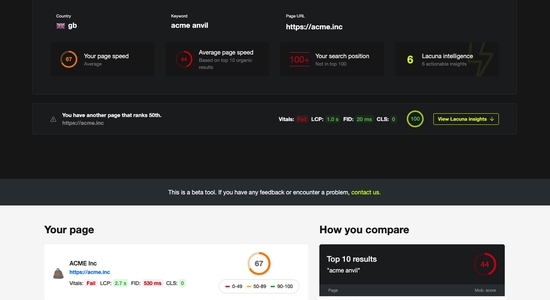 Country
gb
Keyword
acme anvil
Page URL
https://acme.inc
67
Your page speed
Average
44
Average page speed
Based on top 10 organic
results
100+
Your search position
Not in top 100
6
Lacuna intelligence
6 actionable insights
You have another page that ranks 50th.
https://acme.inc
Vitals: Fail LCP: 1.0 s FID: 20 ms CLS: 0
100
View Lacuna insights ↓
This is a beta tool. If you have any feedback or encounter a problem, contact us.
Your page
ACME Inc
https://acme.inc
Vitals: Fail LCP: 2.7 s FID: 530 ms CLS: 0
67
0-49 50-89 90-100
How you compare
Top 10 results
"acme anvil"
44
Page Mob. score